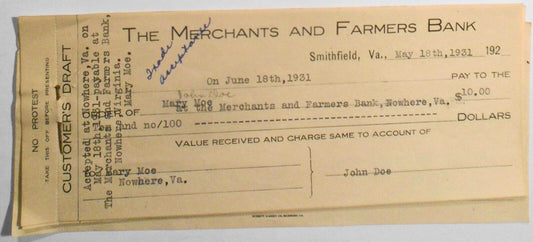 NO PROTEST
TAKE THIS OFF BEFORE PRESENTING
CUSTOMER'S DRAFT
Accepted at Nowhere, Va. on
May 18th-1931-payable at
The Merchants and Farmers Bank,
Nowhere Virginia.
Mary Moe.
Trade
acceptance
THE MERCHANTS AND FARMERS BANK
Smithfield, Va., May 18th, 1931 192
On June 18th, 1931 PAY TO THE
John Doe
OF Mary Moe $10.00
at the Merchants and Farmers Bank, Nowhere, Va.
and no/100 DOLLARS
VALUE RECEIVED AND CHARGE SAME TO ACCOUNT OF
Mary Moe
Nowhere, Va.
John Doe